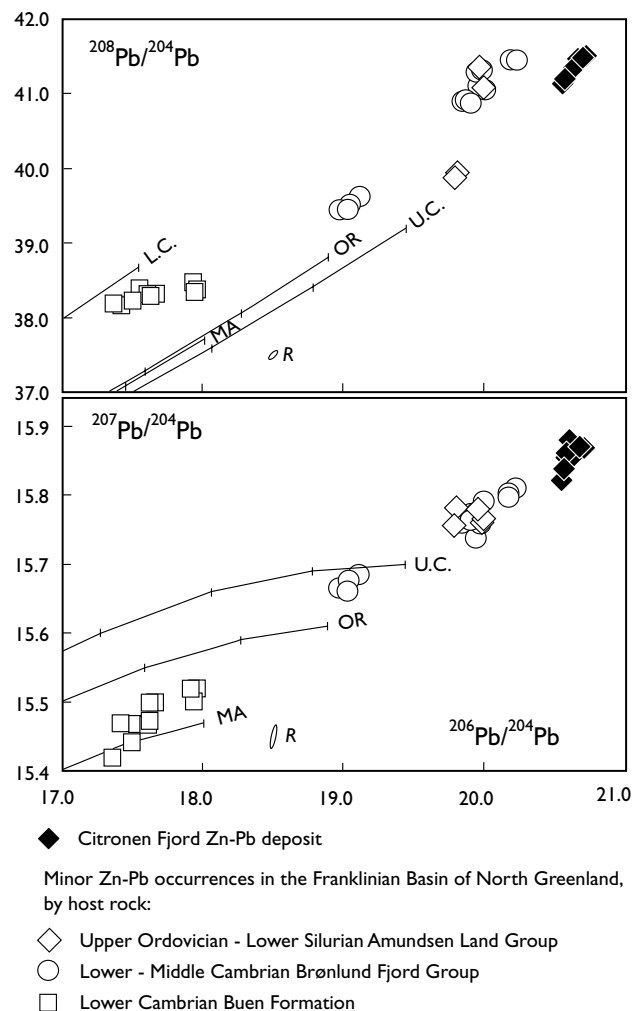 42.0
208Pb/204Pb
41.0
40.0
39.0
L.C.
OR
U.C.
38.0
MA
R
37.0
15.9
207Pb/204Pb
15.8
15.7
U.C.
15.6
OR
15.5
MA
R
206Pb/204Pb
15.4
17.0 18.0 19.0 20.0 21.0
Citronen Fjord Zn-Pb deposit
Minor Zn-Pb occurrences in the Franklinian Basin of North Greenland,
by host rock:
Upper Ordovician - Lower Silurian Amundsen Land Group
Lower - Middle Cambrian Brønlund Fjord Group
Lower Cambrian Buen Formation